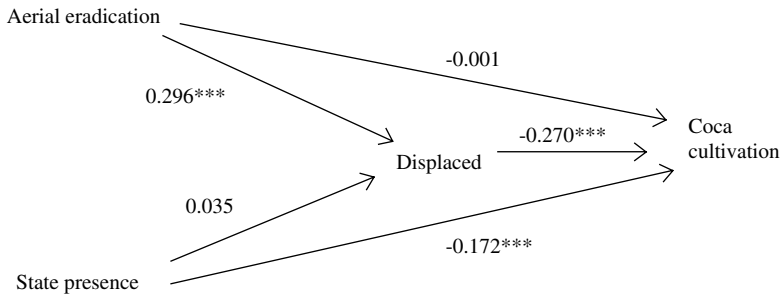 Aerial eradication
-0.001
0.296***
Coca
cultivation
-0.270***
Displaced
0.035
-0.172***
State presence